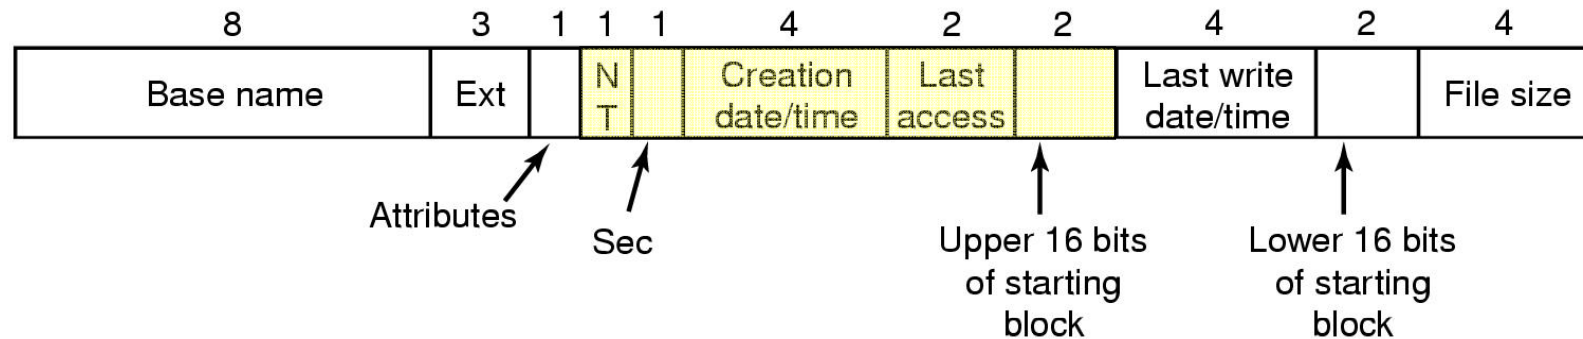 8 3 1 1 1 4 2 2 4 2 4
Base name Ext N T Creation date/time Last access Last write date/time File size
Attributes
Sec
Upper 16 bits
of starting
block
Lower 16 bits
of starting
block